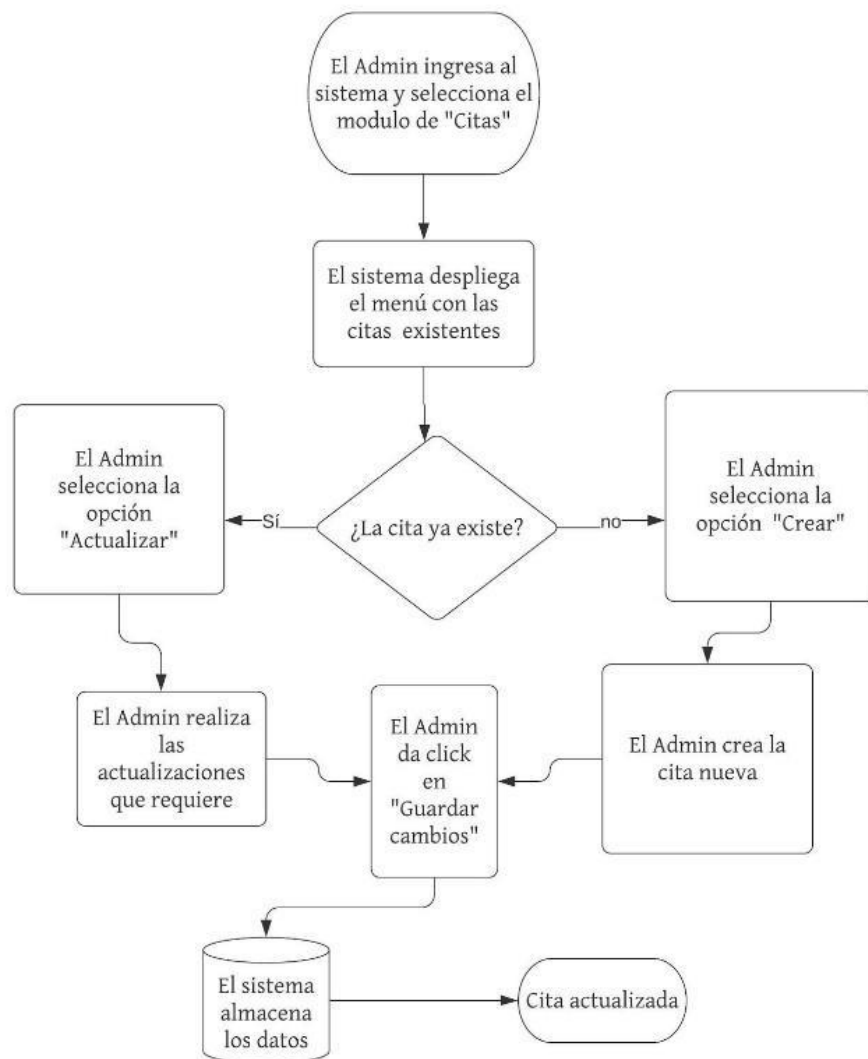 El Admin ingresa al
sistema y selecciona el
modulo de "Citas"
El sistema despliega
el menú con las
citas existentes
El Admin
selecciona la
opción
"Actualizar"
Sí
¿La cita ya existe?
no
El Admin
selecciona la
opción "Crear"
El Admin realiza
las
actualizaciones
que requiere
El Admin
da click
en
"Guardar
cambios"
El Admin crea la
cita nueva
El sistema
almacena
los datos
Cita actualizada